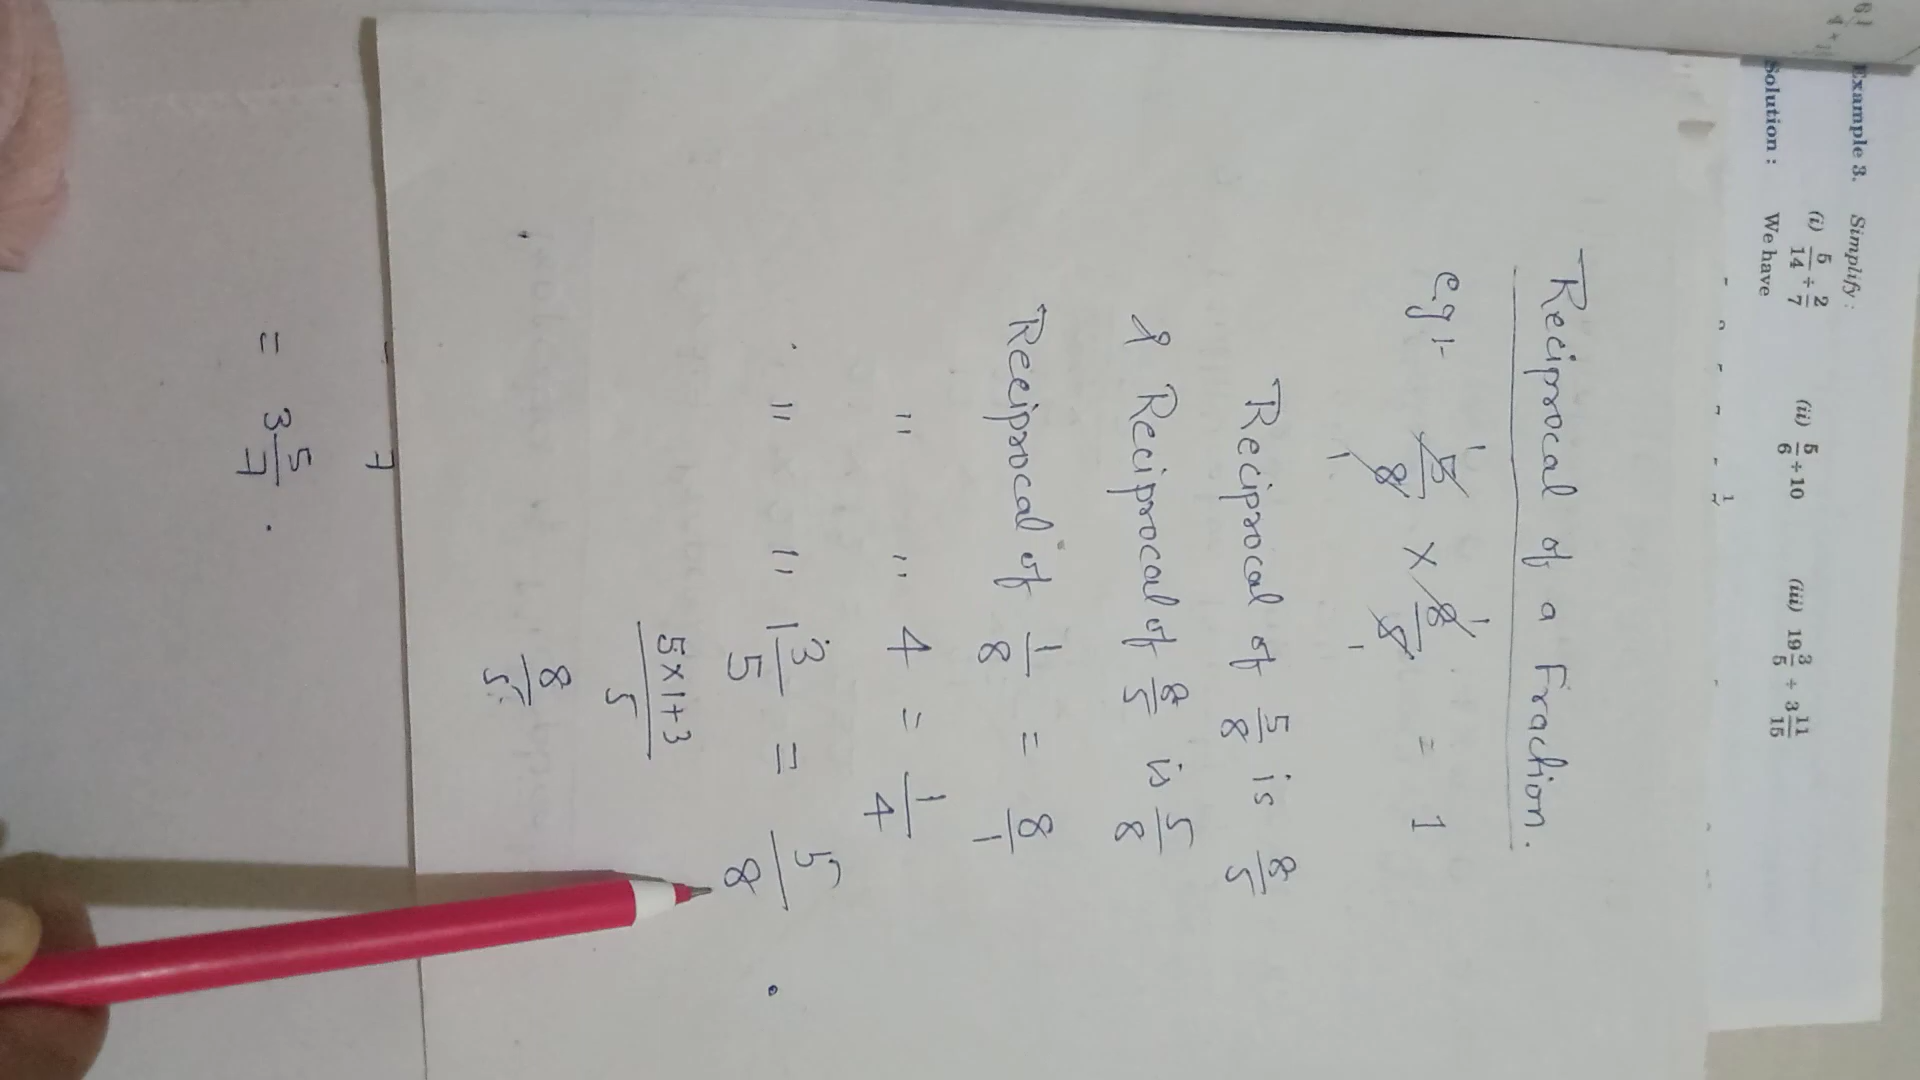 Example 3. Simplify :
(i) 5/14 ÷ 2/7 (ii) 5/6 ÷ 10 (iii) 19 3/5 ÷ 3 11/15
Solution : We have
Reciprocal of a Fraction.
eg:- 5/8 × 8/5 = 1
Reciprocal of 5/8 is 8/5
& Reciprocal of 8/5 is 5/8
Reciprocal of 1/8 = 8/1
" " 4 = 1/4
" " 1 3/5 = 5/8
5×1+3/5
8/5
7
= 3 5/7 .